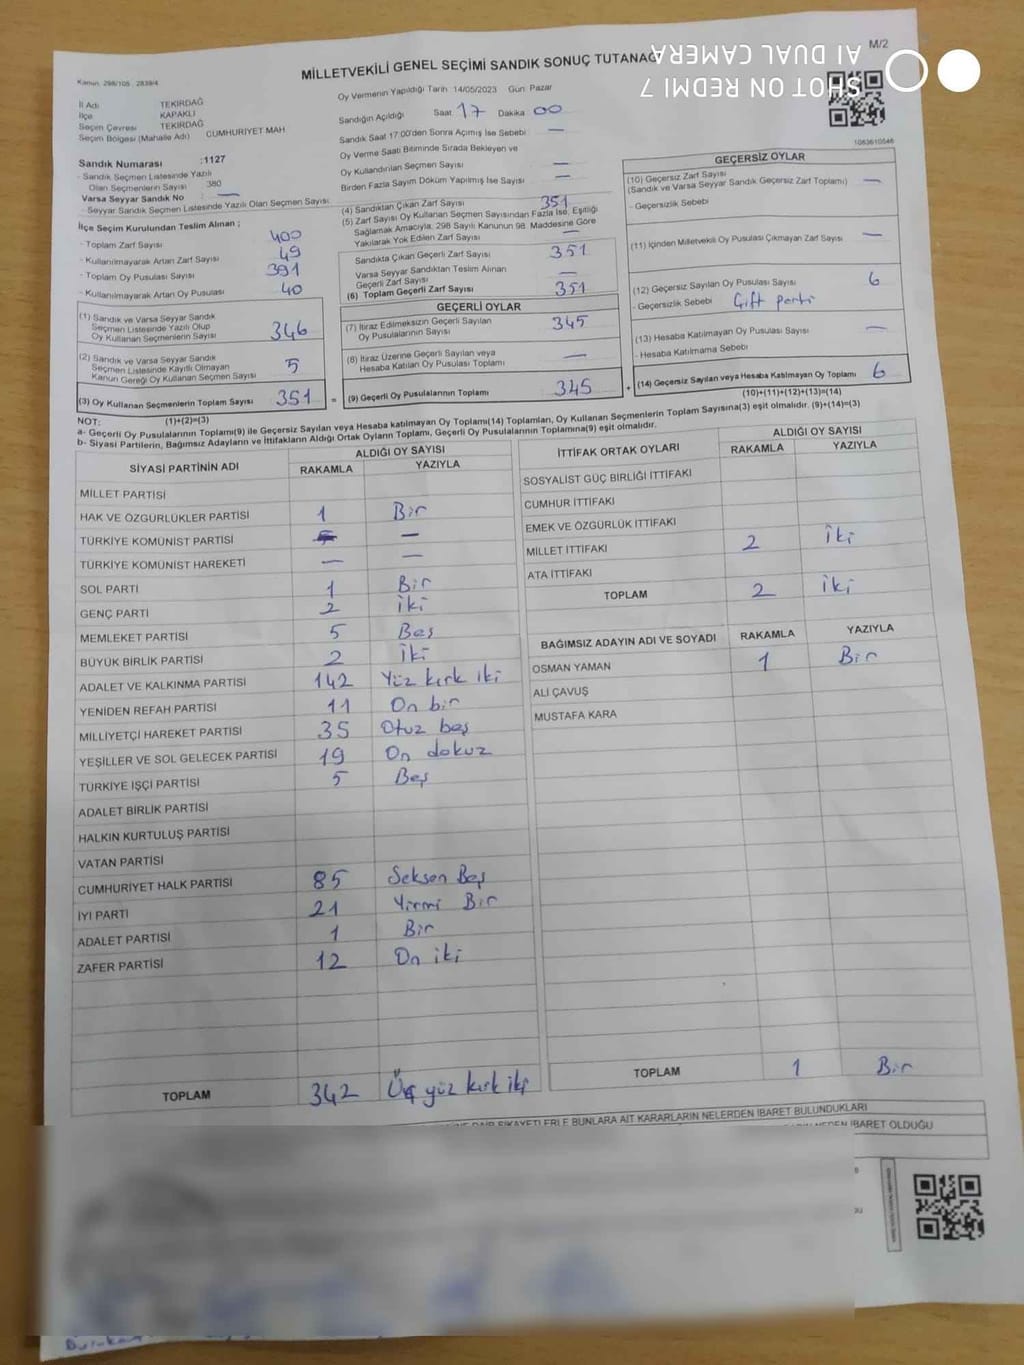 SHOT ON REDMI 7
AI DUAL CAMERA
M/2
Kanun: 298/105 2839/4
MİLLETVEKİLİ GENEL SEÇİMİ SANDIK SONUÇ TUTANAĞI
İl Adı TEKİRDAĞ
İlçe KAPAKLI
Seçim Çevresi TEKİRDAĞ
Seçim Bölgesi (Mahalle Adı) CUMHURİYET MAH
Oy Vermenin Yapıldığı Tarih 14/05/2023 Gün: Pazar
Sandığın Açıldığı Saat 17 Dakika 00
Sandık Saat 17:00'den Sonra Açılmış İse Sebebi —
Oy Verme Saati Bitiminde Sırada Bekleyen ve
Oy Kullandırılan Seçmen Sayısı —
Birden Fazla Sayım Döküm Yapılmış İse Sayısı —
1063610546
Sandık Numarası :1127
- Sandık Seçmen Listesinde Yazılı
Olan Seçmenlerin Sayısı 380
Varsa Seyyar Sandık No : —
- Seyyar Sandık Seçmen Listesinde Yazılı Olan Seçmen Sayısı
İlçe Seçim Kurulundan Teslim Alınan ;
- Toplam Zarf Sayısı 400
- Kullanılmayarak Artan Zarf Sayısı 49
- Toplam Oy Pusulası Sayısı 391
- Kullanılmayarak Artan Oy Pusulası 40
(1) Sandık ve Varsa Seyyar Sandık
Seçmen Listesinde Yazılı Olup
Oy Kullanan Seçmenlerin Sayısı 346
(2) Sandık ve Varsa Seyyar Sandık
Seçmen Listesinde Kayıtlı Olmayan
Kanun Gereği Oy Kullanan Seçmen Sayısı 5
(3) Oy Kullanan Seçmenlerin Toplam Sayısı 351 =
(4) Sandıktan Çıkan Zarf Sayısı 351
(5) Zarf Sayısı Oy Kullanan Seçmen Sayısından Fazla İse, Eşitliği
Sağlamak Amacıyla, 298 Sayılı Kanunun 98. Maddesine Göre
Yakılarak Yok Edilen Zarf Sayısı —
Sandıkta Çıkan Geçerli Zarf Sayısı 351
Varsa Seyyar Sandıktan Teslim Alınan
Geçerli Zarf Sayısı —
(6) Toplam Geçerli Zarf Sayısı 351
GEÇERLİ OYLAR
(7) İtiraz Edilmeksizin Geçerli Sayılan
Oy Pusulalarının Sayısı 345
(8) İtiraz Üzerine Geçerli Sayılan veya
Hesaba Katılan Oy Pusulası Toplamı —
(9) Geçerli Oy Pusulalarının Toplamı 345 +
GEÇERSİZ OYLAR
(10) Geçersiz Zarf Sayısı
(Sandık ve Varsa Seyyar Sandık Geçersiz Zarf Toplamı) —
- Geçersizlik Sebebi
(11) İçinden Milletvekili Oy Pusulası Çıkmayan Zarf Sayısı —
(12) Geçersiz Sayılan Oy Pusulası Sayısı 6
- Geçersizlik Sebebi Çift parti
(13) Hesaba Katılmayan Oy Pusulası Sayısı —
- Hesaba Katılmama Sebebi
(14) Geçersiz Sayılan veya Hesaba Katılmayan Oy Toplamı 6
(10)+(11)+(12)+(13)=(14)
NOT: (1)+(2)=(3)
a- Geçerli Oy Pusulalarının Toplamı(9) ile Geçersiz Sayılan veya Hesaba katılmayan Oy Toplamı(14) Toplamları, Oy Kullanan Seçmenlerin Toplam Sayısına(3) eşit olmalıdır. (9)+(14)=(3)
b- Siyasi Partilerin, Bağımsız Adayların ve İttifakların Aldığı Ortak Oyların Toplamı, Geçerli Oy Pusulalarının Toplamına(9) eşit olmalıdır.
SİYASİ PARTİNİN ADI ALDIĞI OY SAYISI
RAKAMLA YAZIYLA
MİLLET PARTİSİ
HAK VE ÖZGÜRLÜKLER PARTİSİ 1 Bir
TÜRKİYE KOMÜNİST PARTİSİ —
TÜRKİYE KOMÜNİST HAREKETİ — —
SOL PARTİ 1 Bir
GENÇ PARTİ 2 İki
MEMLEKET PARTİSİ 5 Beş
BÜYÜK BİRLİK PARTİSİ 2 İki
ADALET VE KALKINMA PARTİSİ 142 Yüz kırk iki
YENİDEN REFAH PARTİSİ 11 On bir
MİLLİYETÇİ HAREKET PARTİSİ 35 Otuz beş
YEŞİLLER VE SOL GELECEK PARTİSİ 19 On dokuz
TÜRKİYE İŞÇİ PARTİSİ 5 Beş
ADALET BİRLİK PARTİSİ
HALKIN KURTULUŞ PARTİSİ
VATAN PARTİSİ
CUMHURİYET HALK PARTİSİ 85 Seksen Beş
İYİ PARTİ 21 Yirmi Bir
ADALET PARTİSİ 1 Bir
ZAFER PARTİSİ 12 On iki
TOPLAM 342 Üç yüz kırk iki
İTTİFAK ORTAK OYLARI ALDIĞI OY SAYISI
RAKAMLA YAZIYLA
SOSYALİST GÜÇ BİRLİĞİ İTTİFAKI
CUMHUR İTTİFAKI
EMEK VE ÖZGÜRLÜK İTTİFAKI
MİLLET İTTİFAKI 2 İki
ATA İTTİFAKI
TOPLAM 2 İki
BAĞIMSIZ ADAYIN ADI VE SOYADI RAKAMLA YAZIYLA
OSMAN YAMAN 1 Bir
ALİ ÇAVUŞ
MUSTAFA KARA
TOPLAM 1 Bir
ŞİKAYETLERLE BUNLARA AİT KARARLARIN NELERDEN İBARET BULUNDUKLARI
İBARET OLDUĞU